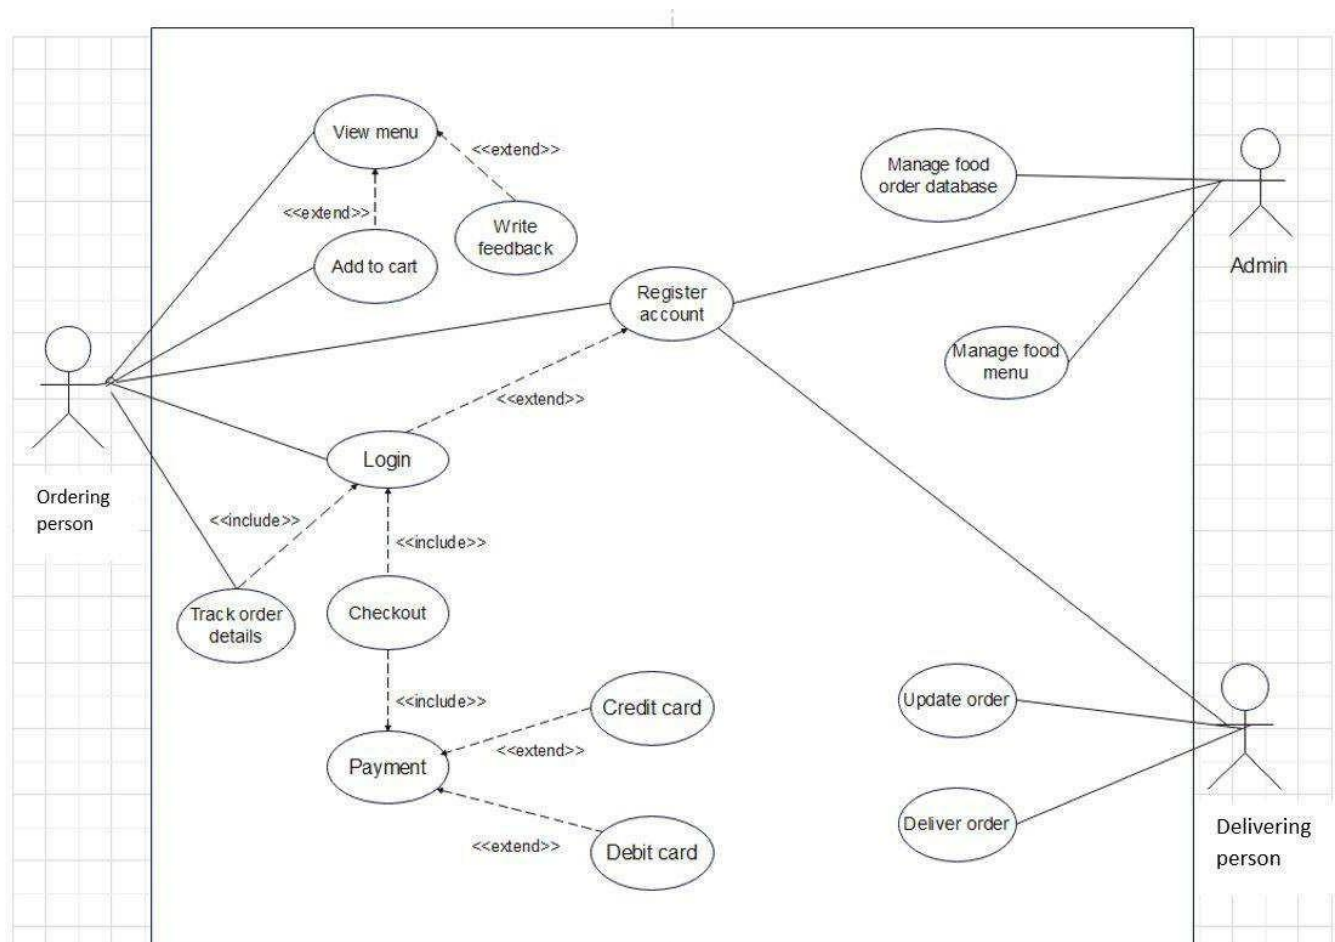 View menu
<<extend>>
Manage food
order database
<<extend>>
Write
feedback
Add to cart
Admin
Register
account
Manage food
menu
<<extend>>
Login
Ordering
person
<<include>>
<<include>>
Track order
details
Checkout
<<include>>
Credit card
Update order
<<extend>>
Payment
Deliver order
Delivering
person
<<extend>>
Debit card